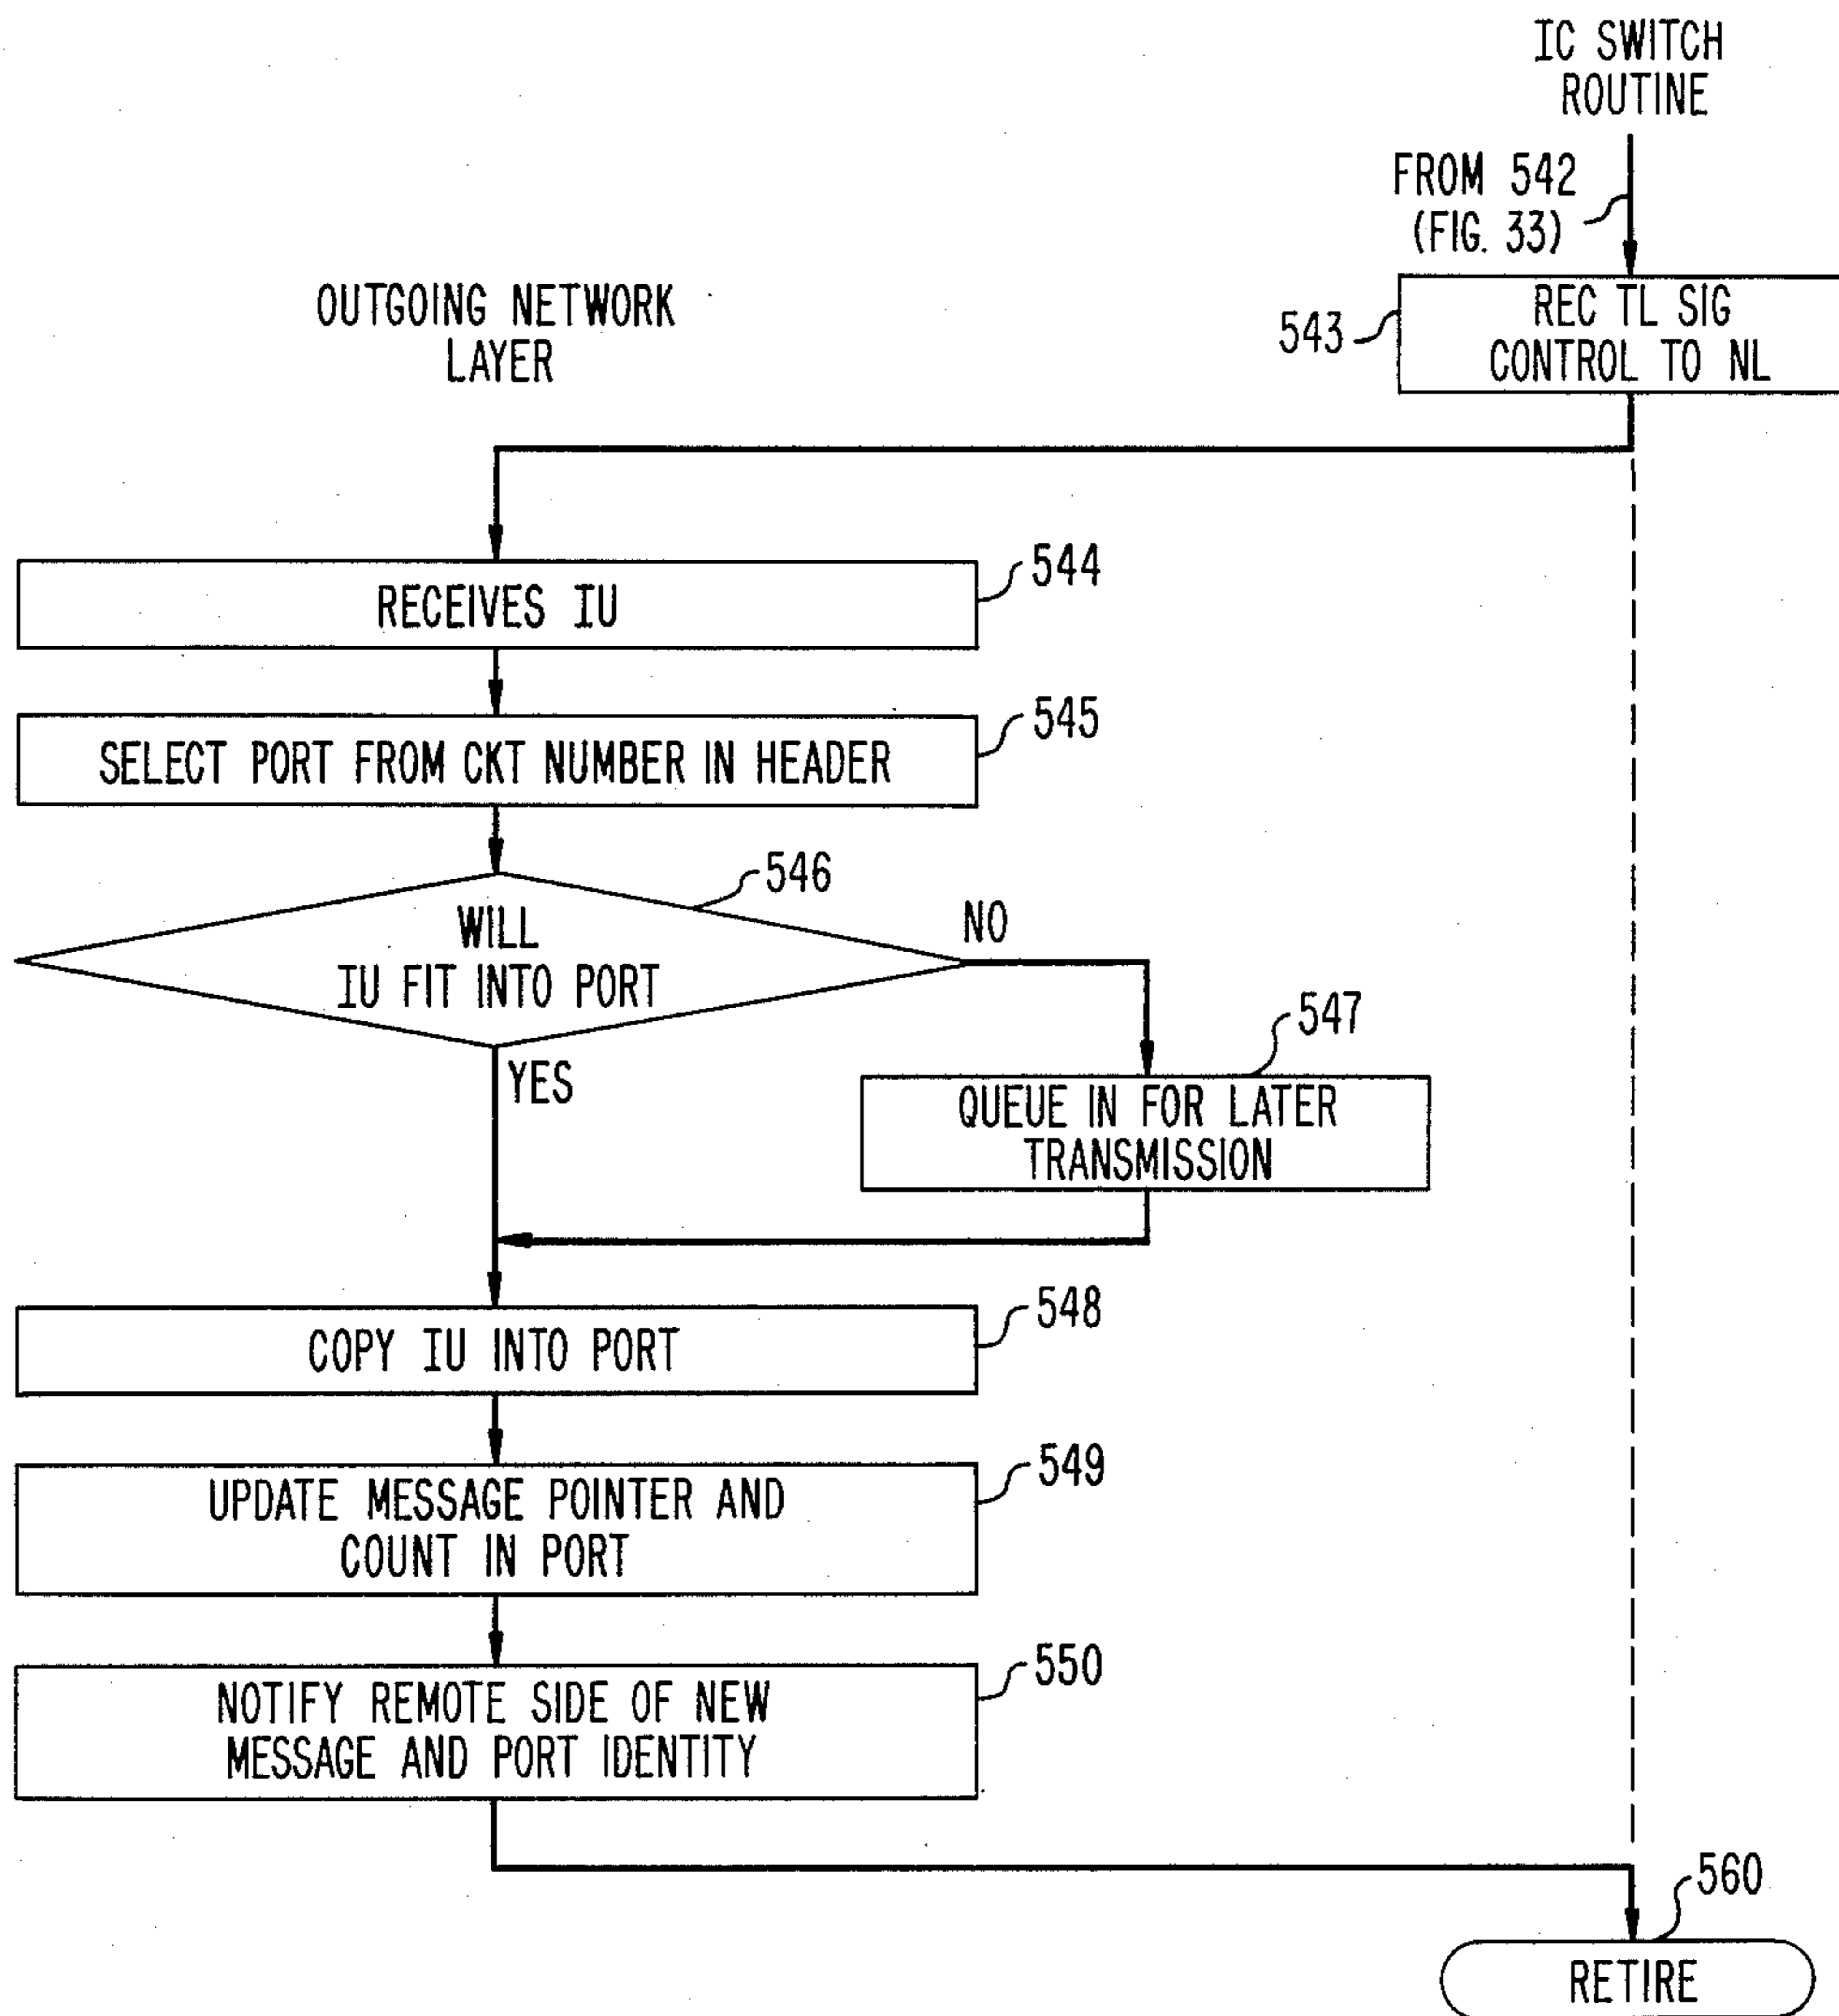 IC SWITCH
ROUTINE
FROM 542
(FIG. 33)
OUTGOING NETWORK
LAYER
543
REC TL SIG
CONTROL TO NL
544
RECEIVES IU
545
SELECT PORT FROM CKT NUMBER IN HEADER
546
WILL
IU FIT INTO PORT
NO
547
YES
QUEUE IN FOR LATER
TRANSMISSION
548
COPY IU INTO PORT
549
UPDATE MESSAGE POINTER AND
COUNT IN PORT
550
NOTIFY REMOTE SIDE OF NEW
MESSAGE AND PORT IDENTITY
560
RETIRE